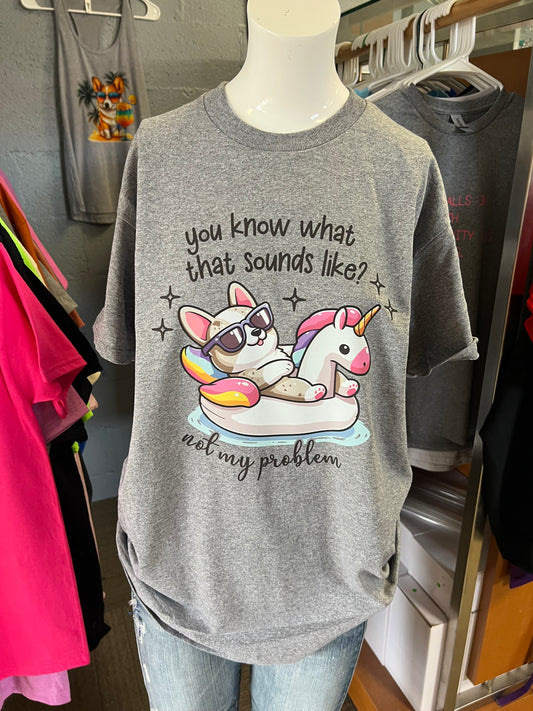 you know what
that sounds like?
not my problem